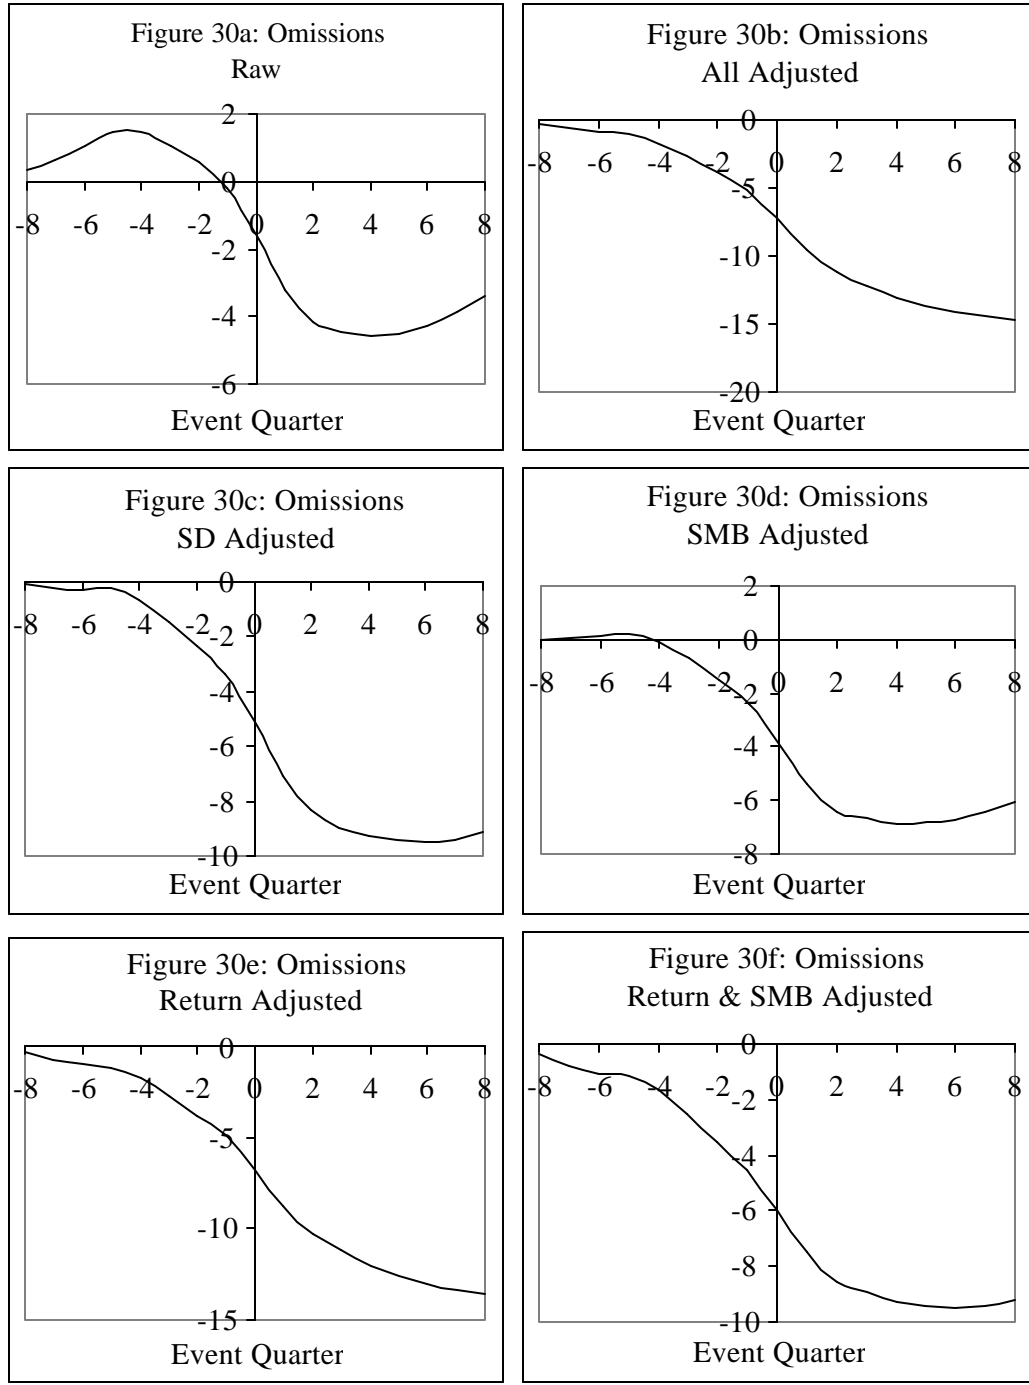 Figure 30a: Omissions
Raw
2
0
-8 -6 -4 -2 0 2 4 6 8
-2
-4
-6
Event Quarter
Figure 30b: Omissions
All Adjusted
0
-8 -6 -4 -2 0 2 4 6 8
-5
-10
-15
-20
Event Quarter
Figure 30c: Omissions
SD Adjusted
0
-8 -6 -4 -2 0 2 4 6 8
-2
-4
-6
-8
-10
Event Quarter
Figure 30d: Omissions
SMB Adjusted
2
0
-8 -6 -4 -2 0 2 4 6 8
-2
-4
-6
-8
Event Quarter
Figure 30e: Omissions
Return Adjusted
0
-8 -6 -4 -2 0 2 4 6 8
-5
-10
-15
Event Quarter
Figure 30f: Omissions
Return & SMB Adjusted
0
-8 -6 -4 -2 0 2 4 6 8
-2
-4
-6
-8
-10
Event Quarter